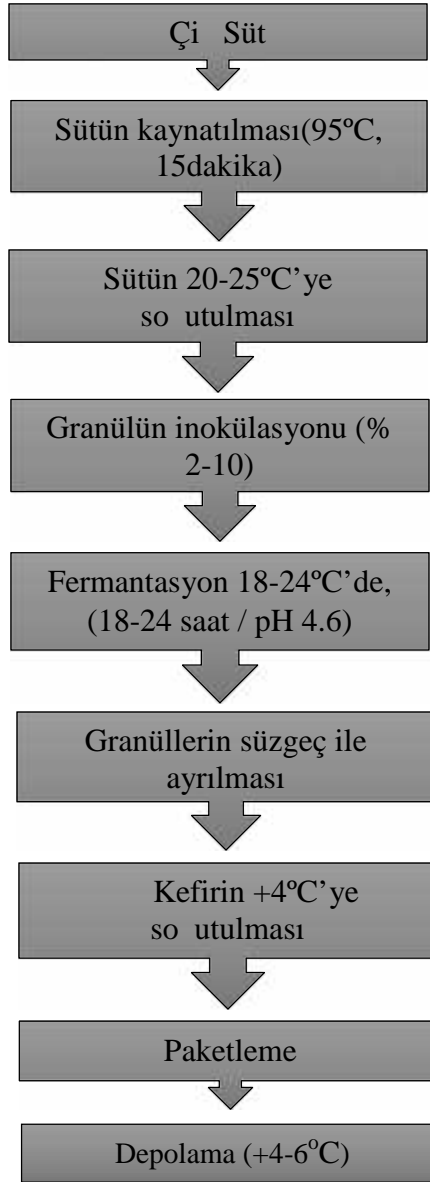 Çi Süt
Sütün kaynatılması(95ºC,
15dakika)
Sütün 20-25ºC’ye
so utulması
Granülün inokülasyonu (%
2-10)
Fermantasyon 18-24ºC’de,
(18-24 saat / pH 4.6)
Granüllerin süzgeç ile
ayrılması
Kefirin +4ºC’ye
so utulması
Paketleme
Depolama (+4-6°C)